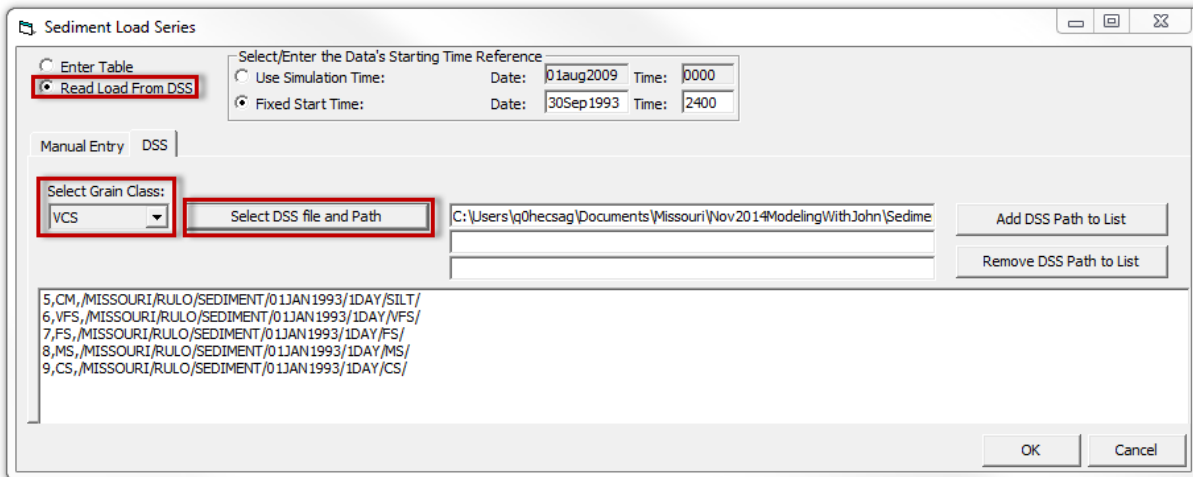 Sediment Load Series
Enter Table
Read Load From DSS
Select/Enter the Data's Starting Time Reference
Use Simulation Time: Date: 01aug2009 Time: 0000
Fixed Start Time: Date: 30Sep1993 Time: 2400
Manual Entry DSS
Select Grain Class:
VCS Select DSS file and Path C:\Users\q0hecsag\Documents\Missouri\Nov2014ModelingWithJohn\Sedime Add DSS Path to List
Remove DSS Path to List
5,CM,/MISSOURI/RULO/SEDIMENT/01JAN1993/1DAY/SILT/
6,VFS,/MISSOURI/RULO/SEDIMENT/01JAN1993/1DAY/VFS/
7,FS,/MISSOURI/RULO/SEDIMENT/01JAN1993/1DAY/FS/
8,MS,/MISSOURI/RULO/SEDIMENT/01JAN1993/1DAY/MS/
9,CS,/MISSOURI/RULO/SEDIMENT/01JAN1993/1DAY/CS/
OK Cancel